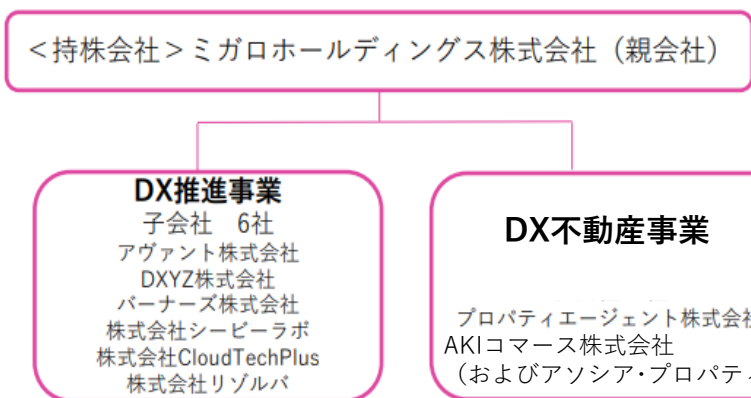 ＜持株会社＞ミガロホールディングス株式会社（親会社）
DX推進事業
子会社　6社
アヴァント株式会社
DXYZ株式会社
バーナーズ株式会社
株式会社シービーラボ
株式会社CloudTechPlus
株式会社リゾルバ
DX不動産事業
プロパティエージェント株式会社
AKIコマース株式会社
（およびアソシア・プロパティ